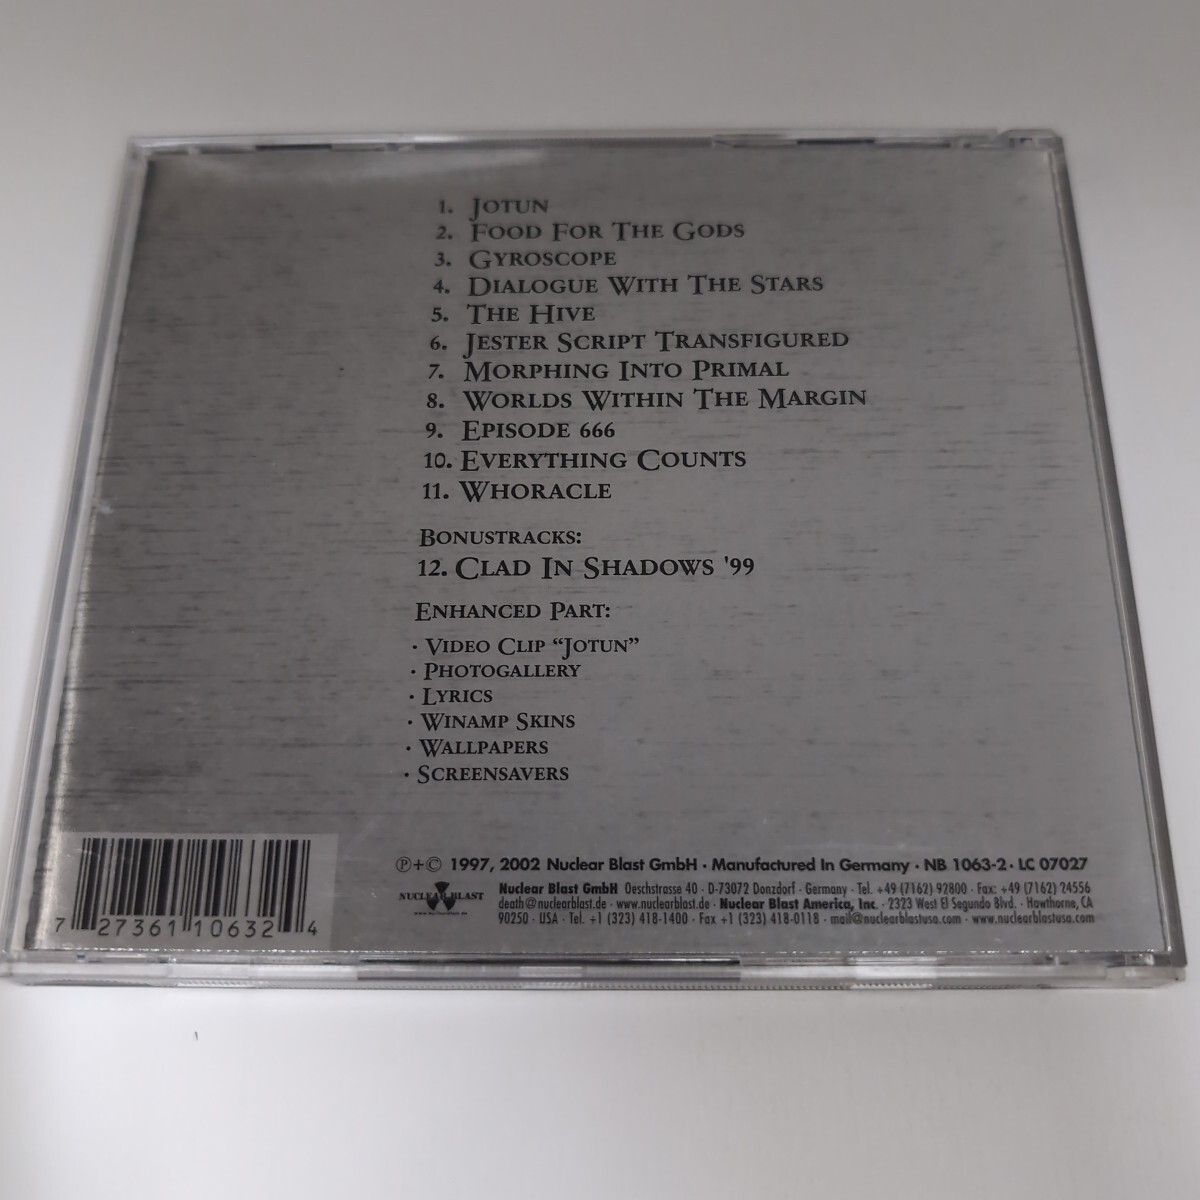 1. JOTUN
2. FOOD FOR THE GODS
3. GYROSCOPE
4. DIALOGUE WITH THE STARS
5. THE HIVE
6. JESTER SCRIPT TRANSFIGURED
7. MORPHING INTO PRIMAL
8. WORLDS WITHIN THE MARGIN
9. EPISODE 666
10. EVERYTHING COUNTS
11. WHORACLE
BONUSTRACKS:
12. CLAD IN SHADOWS '99
ENHANCED PART:
· VIDEO CLIP “JOTUN”
· PHOTOGALLERY
· LYRICS
· WINAMP SKINS
· WALLPAPERS
· SCREENSAVERS
℗+© 1997, 2002 Nuclear Blast GmbH · Manufactured In Germany · NB 1063-2 · LC 07027
NUCLEAR BLAST
www.nuclearblast.de
Nuclear Blast GmbH Oeschstrasse 40 · D-73072 Donzdorf · Germany · Tel. +49 (7162) 92800 · Fax: +49 (7162) 24556
death@nuclearblast.de · www.nuclearblast.de · Nuclear Blast America, Inc. · 2323 West El Segundo Blvd. · Hawthorne, CA
90250 · USA · Tel. +1 (323) 418-1400 · Fax +1 (323) 418-0118 · mail@nuclearblastusa.com · www.nuclearblastusa.com
7 27361 10632 4